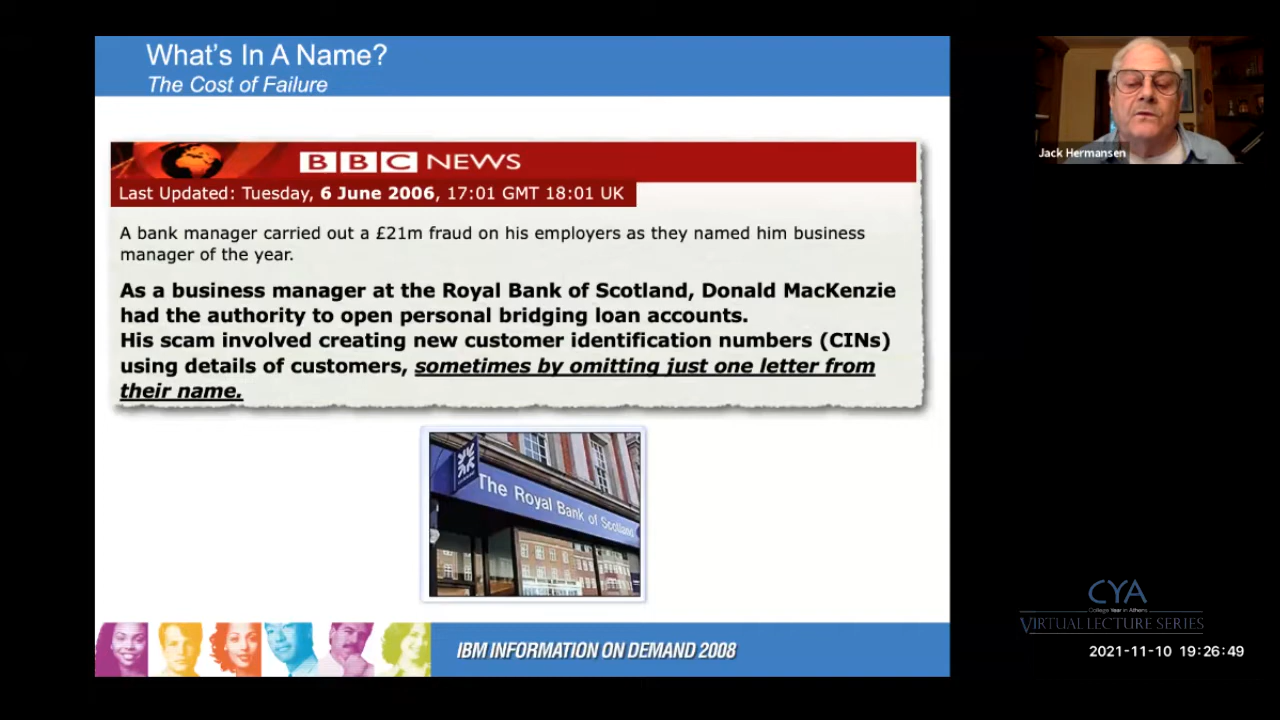 What's In A Name?
The Cost of Failure
BBC NEWS
Last Updated: Tuesday, 6 June 2006, 17:01 GMT 18:01 UK
A bank manager carried out a £21m fraud on his employers as they named him business
manager of the year.
As a business manager at the Royal Bank of Scotland, Donald MacKenzie
had the authority to open personal bridging loan accounts.
His scam involved creating new customer identification numbers (CINs)
using details of customers, sometimes by omitting just one letter from
their name.
The Royal Bank of Scotland
IBM INFORMATION ON DEMAND 2008
Jack Hermansen
CYA
College Year in Athens
VIRTUAL LECTURE SERIES
2021-11-10 19:26:49